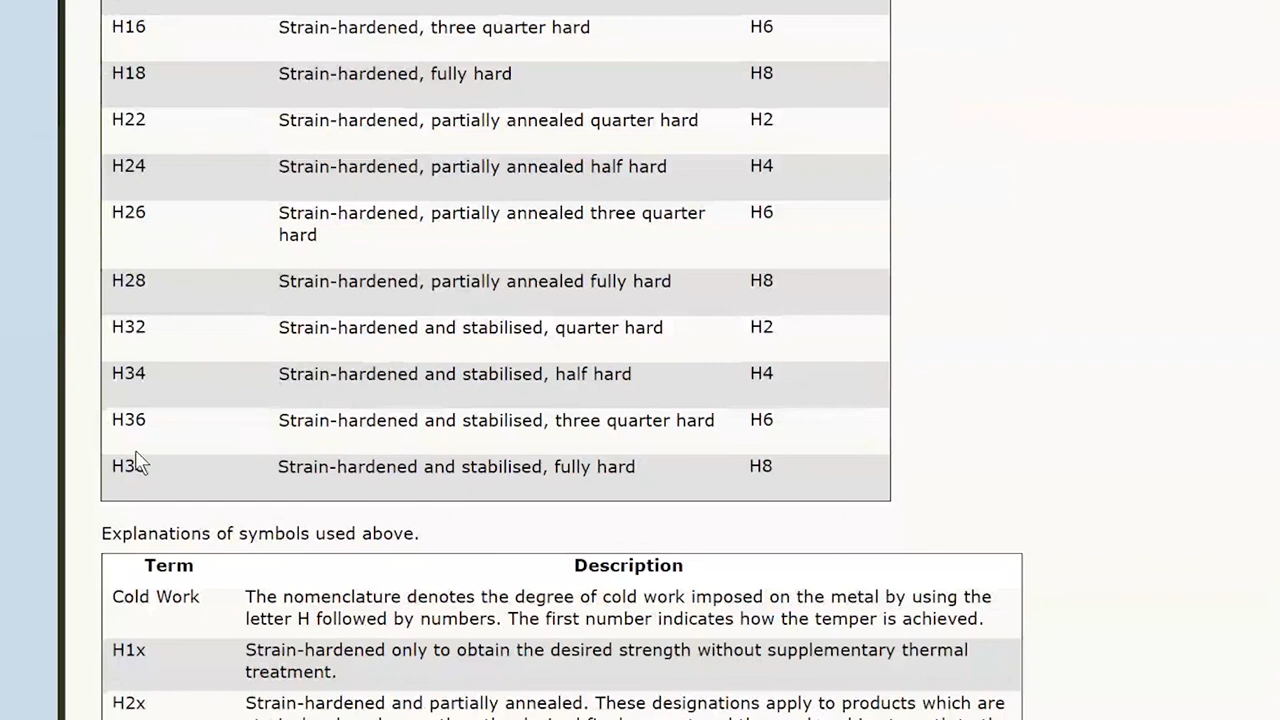 H16 Strain-hardened, three quarter hard H6
H18 Strain-hardened, fully hard H8
H22 Strain-hardened, partially annealed quarter hard H2
H24 Strain-hardened, partially annealed half hard H4
H26 Strain-hardened, partially annealed three quarter H6
hard
H28 Strain-hardened, partially annealed fully hard H8
H32 Strain-hardened and stabilised, quarter hard H2
H34 Strain-hardened and stabilised, half hard H4
H36 Strain-hardened and stabilised, three quarter hard H6
Strain-hardened and stabilised, fully hard H8
Explanations of symbols used above.
Term Description
Cold Work The nomenclature denotes the degree of cold work imposed on the metal by using the
letter H followed by numbers. The first number indicates how the temper is achieved.
H1x Strain-hardened only to obtain the desired strength without supplementary thermal
treatment.
H2x Strain-hardened and partially annealed. These designations apply to products which are